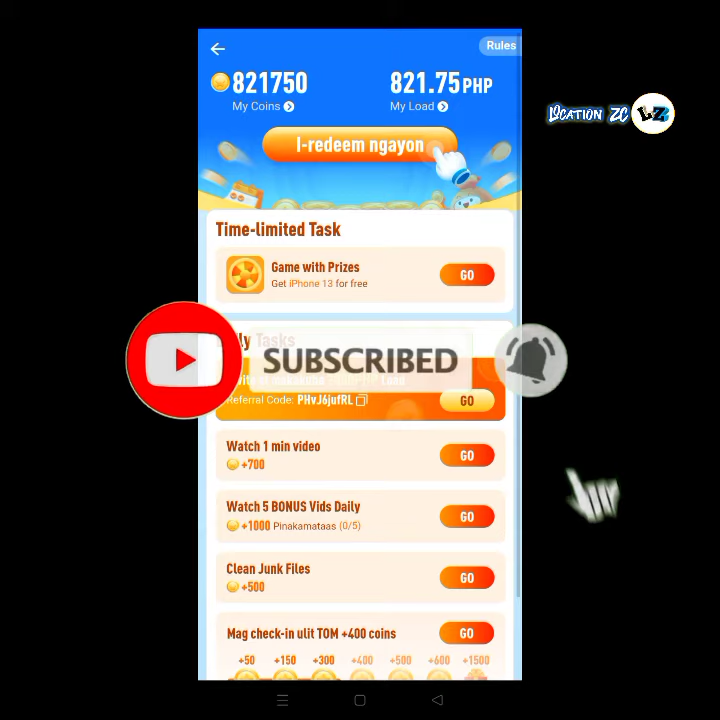 Rules
821750
821.75 PHP
My Coins
My Load
LOCATION ZC
I-redeem ngayon
Time-limited Task
Game with Prizes
Get iPhone 13 for free
GO
SUBSCRIBED
Tasks
Referral Code: PHvJ6jufRL
GO
Watch 1 min video
+700
GO
Watch 5 BONUS Vids Daily
+1000 Pinakamataas (0/5)
GO
Clean Junk Files
+500
GO
Mag check-in ulit TOM +400 coins
GO
+50 +150 +300 +400 +500 +600 +1500